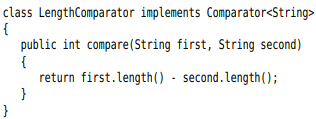 class LengthComparator implements Comparator<String>
{
   public int compare(String first, String second)
   {
      return first.length() - second.length();
   }
}